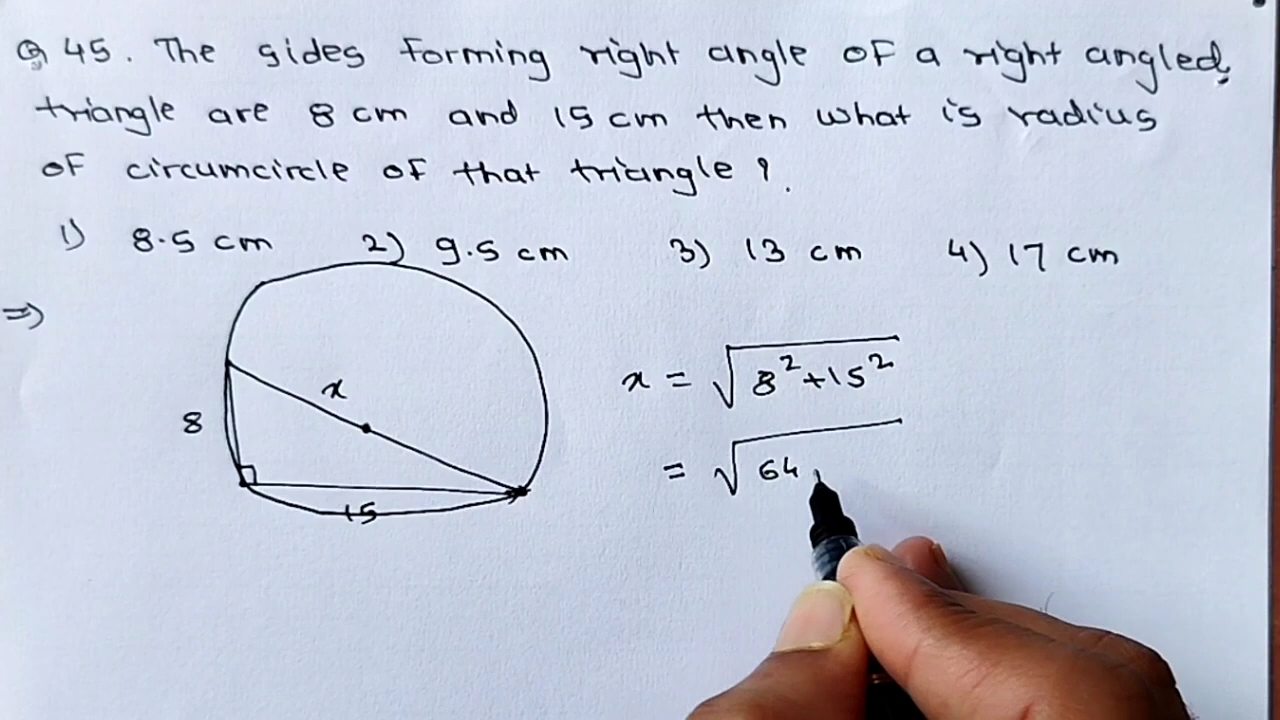 Q 45. The sides forming right angle of a right angled
triangle are 8 cm and 15 cm then what is radius
of circumcircle of that triangle ?
1) 8.5 cm 2) 9.5 cm 3) 13 cm 4) 17 cm
⇒
x
8
15
x = √8²+15²
= √64